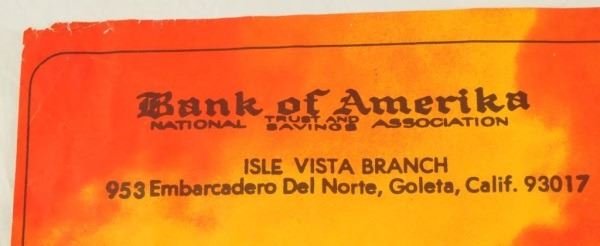 Bank of Amerika
NATIONAL TRUST AND SAVINGS ASSOCIATION
ISLE VISTA BRANCH
953 Embarcadero Del Norte, Goleta, Calif. 93017